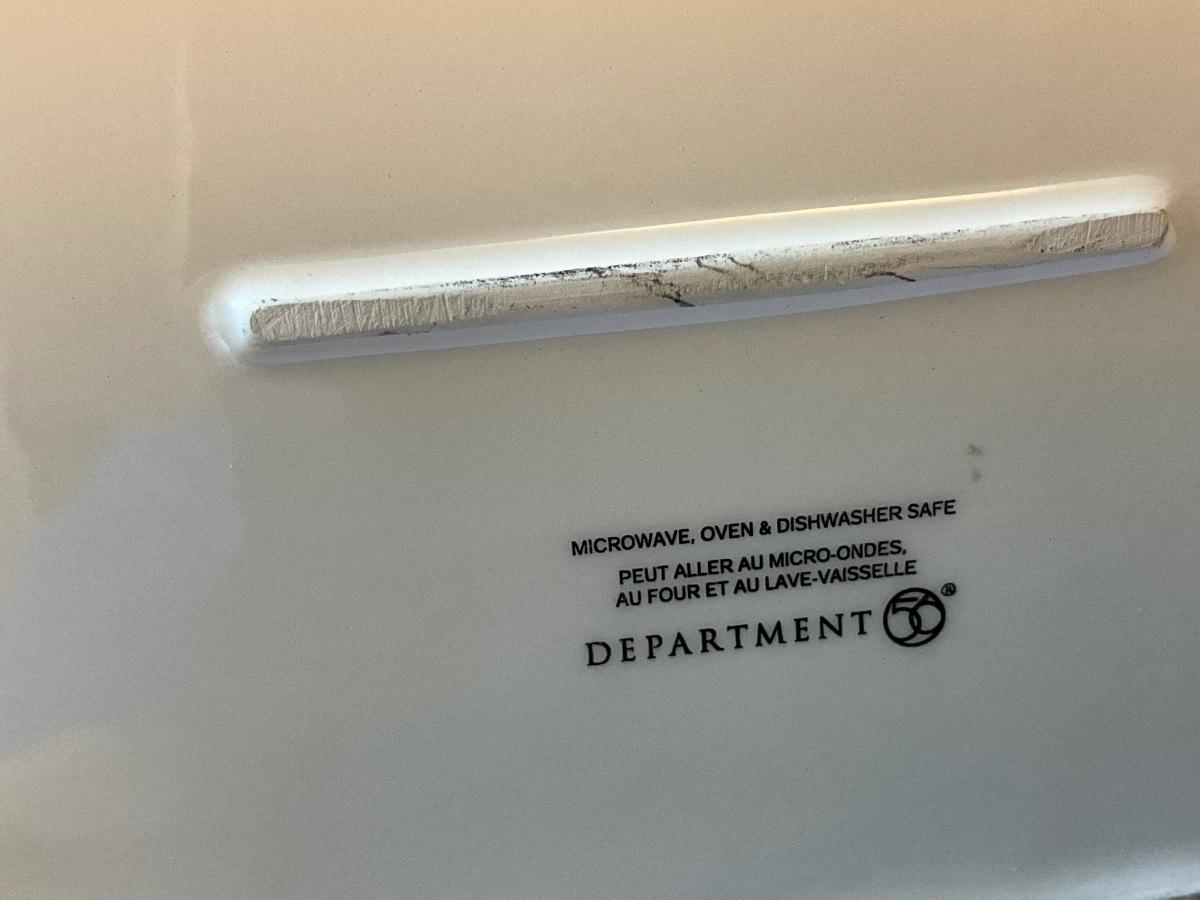 MICROWAVE, OVEN & DISHWASHER SAFE
PEUT ALLER AU MICRO-ONDES,
AU FOUR ET AU LAVE-VAISSELLE
DEPARTMENT 56®